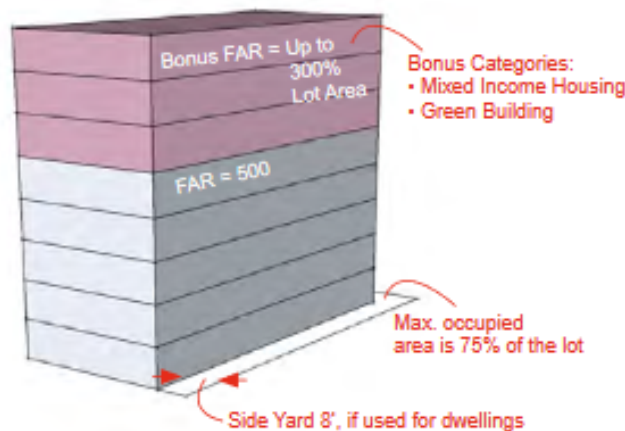 Bonus FAR = Up to
300%
Lot Area
Bonus Categories:
• Mixed Income Housing
• Green Building
FAR = 500
Max. occupied
area is 75% of the lot
Side Yard 8', if used for dwellings